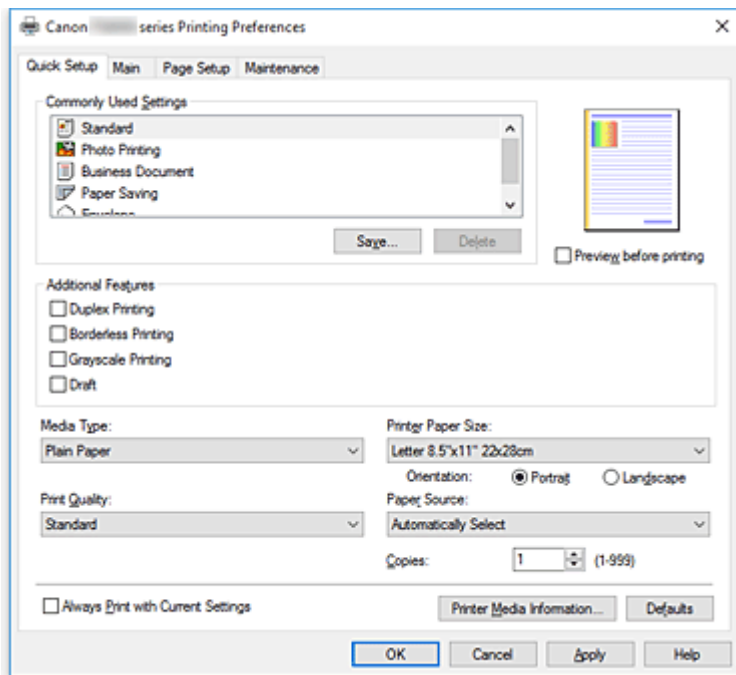 Canon series Printing Preferences
Quick Setup Main Page Setup Maintenance
Commonly Used Settings
Standard
Photo Printing
Business Document
Paper Saving
Envelope
Save... Delete
Preview before printing
Additional Features
Duplex Printing
Borderless Printing
Grayscale Printing
Draft
Media Type: Printer Paper Size:
Plain Paper Letter 8.5"x11" 22x28cm
Orientation: Portrait Landscape
Print Quality: Paper Source:
Standard Automatically Select
Copies: 1 (1-999)
Always Print with Current Settings Printer Media Information... Defaults
OK Cancel Apply Help